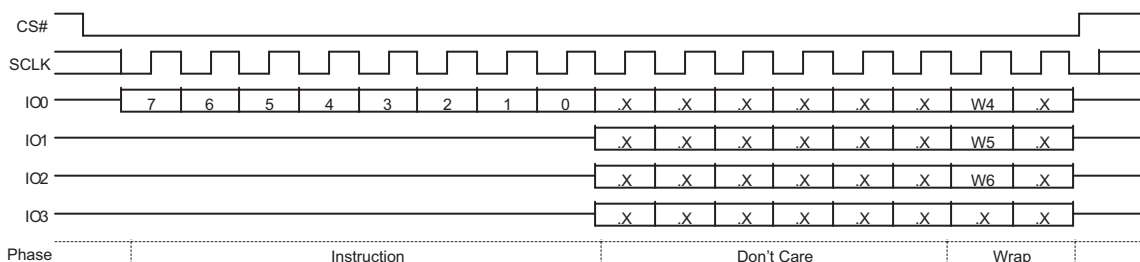 CS#
SCLK
IO0 7 6 5 4 3 2 1 0 .X .X .X .X .X .X W4 .X
IO1 .X .X .X .X .X .X W5 .X
IO2 .X .X .X .X .X .X W6 .X
IO3 .X .X .X .X .X .X .X .X
Phase Instruction Don't Care Wrap